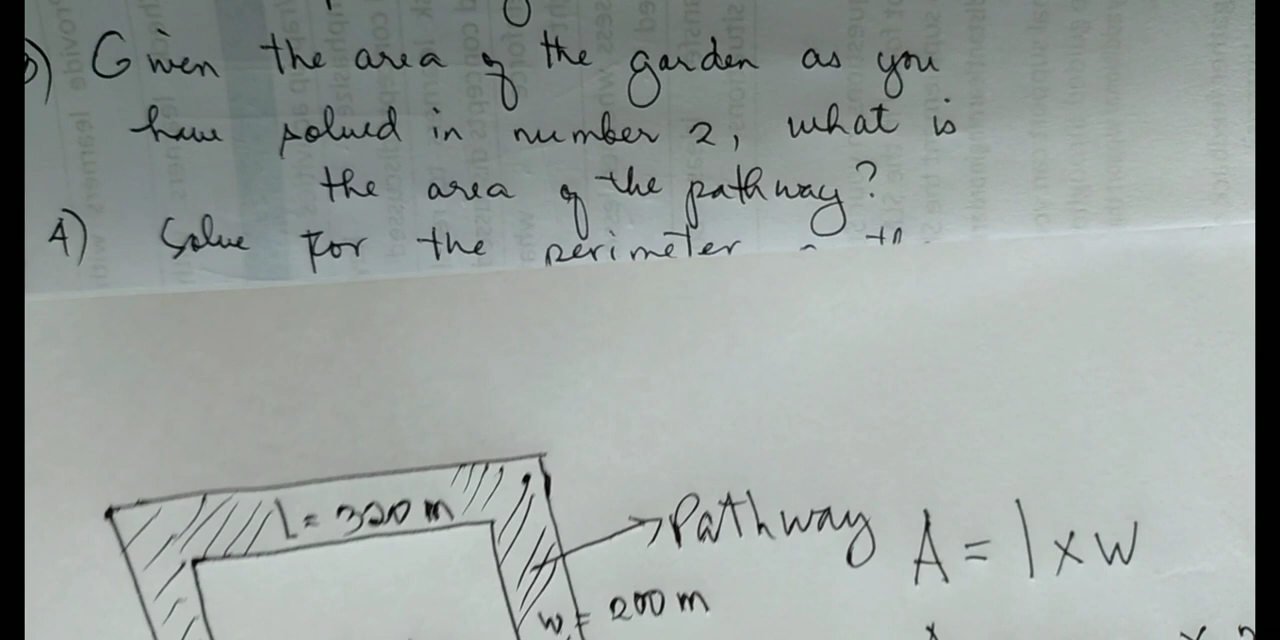 Given the area of the garden as you
have solved in number 2, what is
the area of the pathway?
4) Solve for the perimeter
l = 320 m
Pathway
A = l x w
w = 200 m